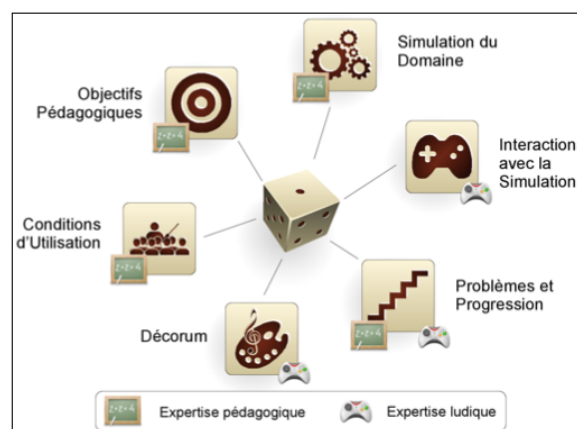 Simulation du
Domaine
Objectifs
Pédagogiques
Interaction
avec la
Simulation
Conditions
d'Utilisation
Problèmes et
Progression
Décorum
Expertise pédagogique
Expertise ludique